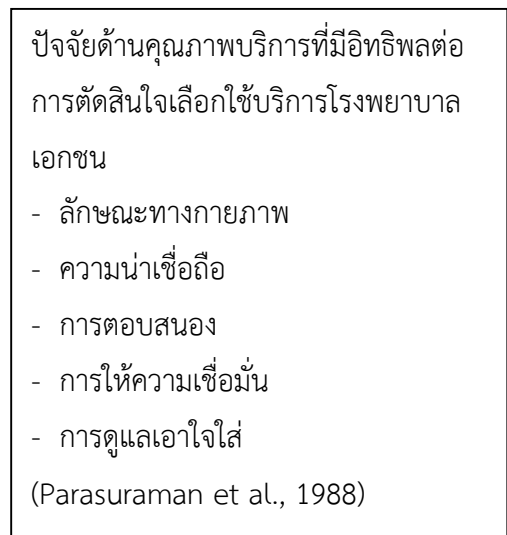 ปัจจัยด้านคุณภาพบริการที่มีอิทธิพลต่อ
การตัดสินใจเลือกใช้บริการโรงพยาบาล
เอกชน
- ลักษณะทางกายภาพ
- ความน่าเชื่อถือ
- การตอบสนอง
- การให้ความเชื่อมั่น
- การดูแลเอาใจใส่
(Parasuraman et al., 1988)